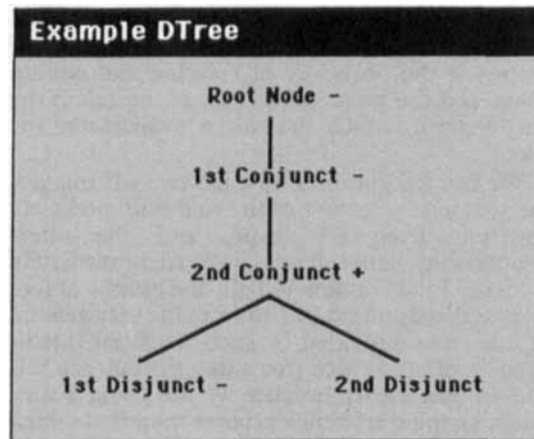 Example DTree
Root Node -
1st Conjunct -
2nd Conjunct +
1st Disjunct - 2nd Disjunct